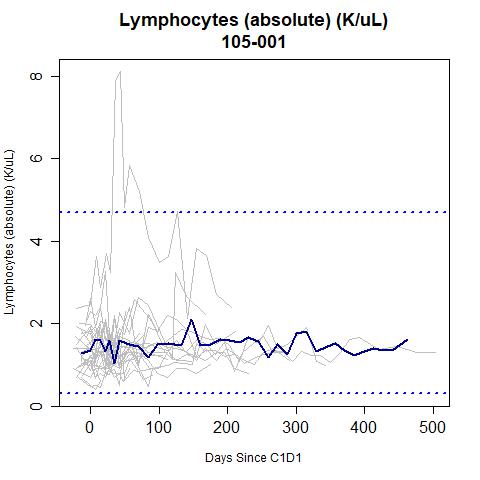 Lymphocytes (absolute) (K/uL)
105-001
Lymphocytes (absolute) (K/uL)
8
6
4
2
0
0 100 200 300 400 500
Days Since C1D1